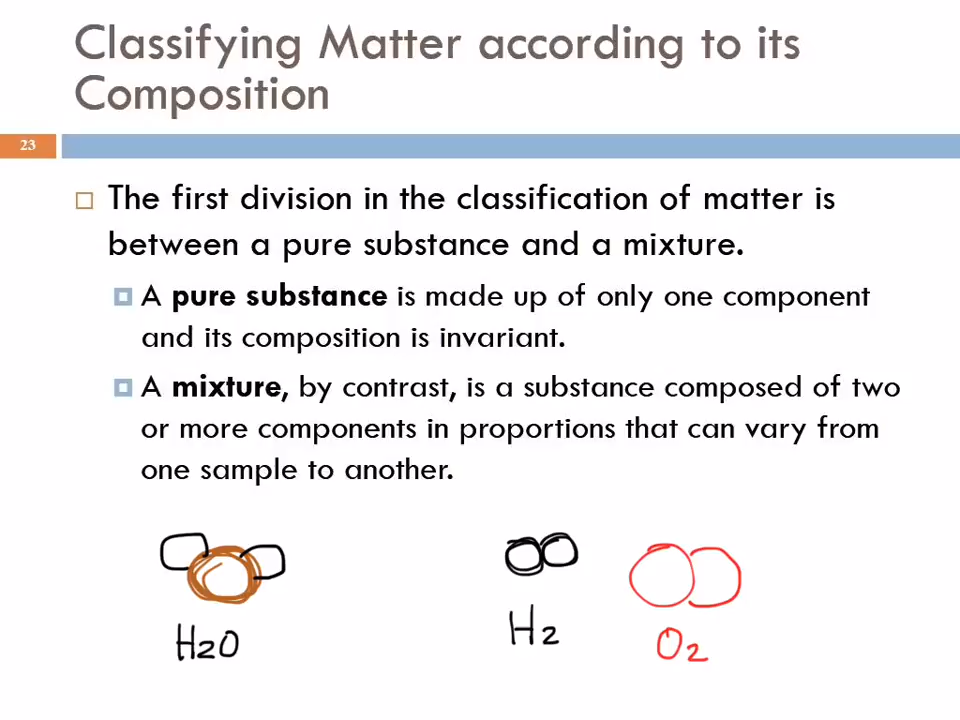 Classifying Matter according to its
Composition
23
The first division in the classification of matter is
between a pure substance and a mixture.
A pure substance is made up of only one component
and its composition is invariant.
A mixture, by contrast, is a substance composed of two
or more components in proportions that can vary from
one sample to another.
H2O
H2
O2